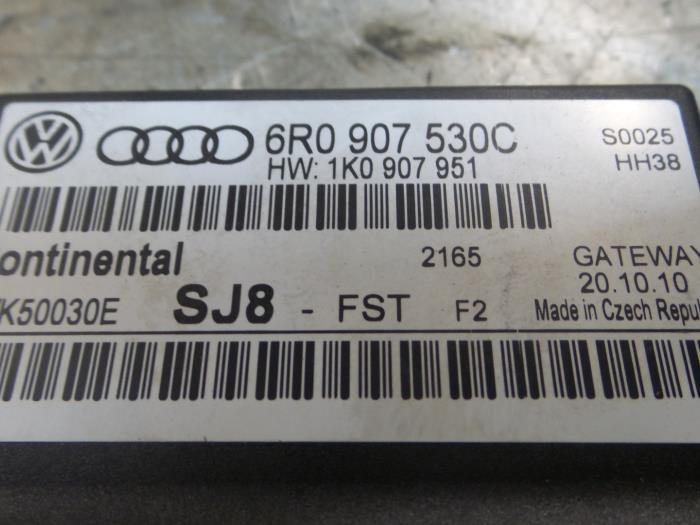 6R0 907 530C S0025
HW: 1K0 907 951 HH38
ontinental 2165 GATEWAY
K50030E SJ8 - FST F2 20.10.10
Made in Czech Repu